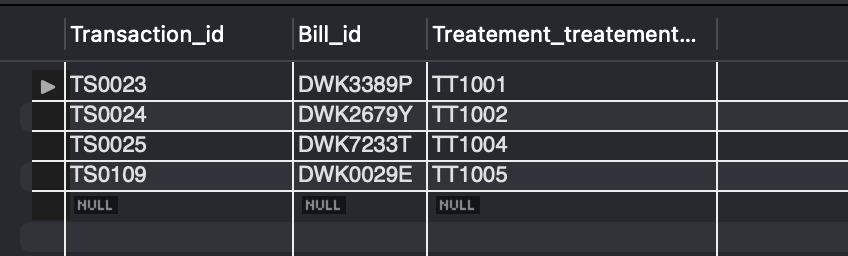 Transaction_id Bill_id Treatement_treatement...
TS0023 DWK3389P TT1001
TS0024 DWK2679Y TT1002
TS0025 DWK7233T TT1004
TS0109 DWK0029E TT1005
NULL NULL NULL